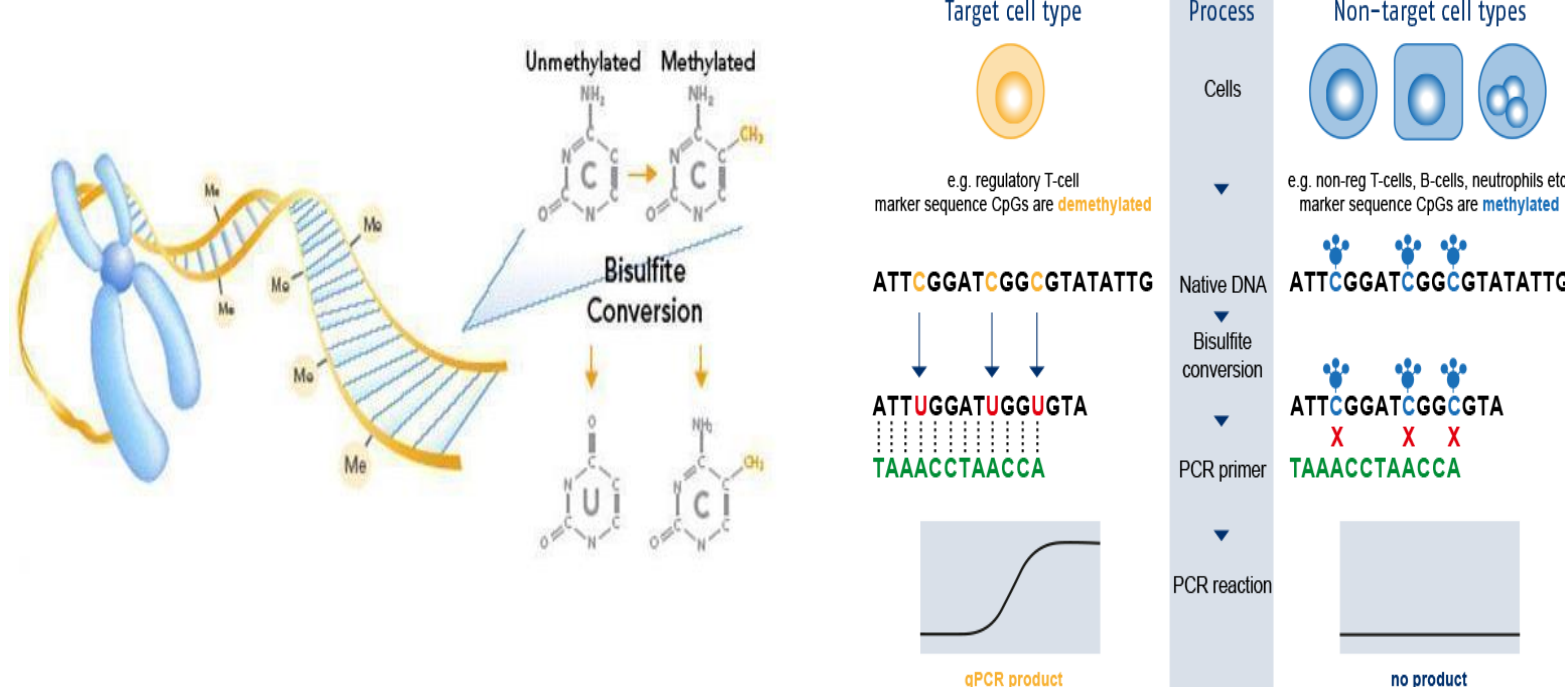 Unmethylated Methylated
NH₂ NH₂
CH₃
N C C N C C
C C
O C N C O C N C
Me
Me
Me
Me
Me
Me
Bisulfite
Conversion
O NH₂
C C CH₃
N C N C
U C
O C N C O C N C
Target cell type
Process
Non-target cell types
Cells
e.g. regulatory T-cell
marker sequence CpGs are demethylated
e.g. non-reg T-cells, B-cells, neutrophils etc
marker sequence CpGs are methylated
ATTCGGATCGGCGTATATTG
Native DNA
ATTCGGATCGGCGTATATTG
Bisulfite
conversion
ATTUGGATUGGUGTA
ATTCGGATCGGCGTA
X X X
TAAACCTAACCA
PCR primer
TAAACCTAACCA
PCR reaction
qPCR product
no product